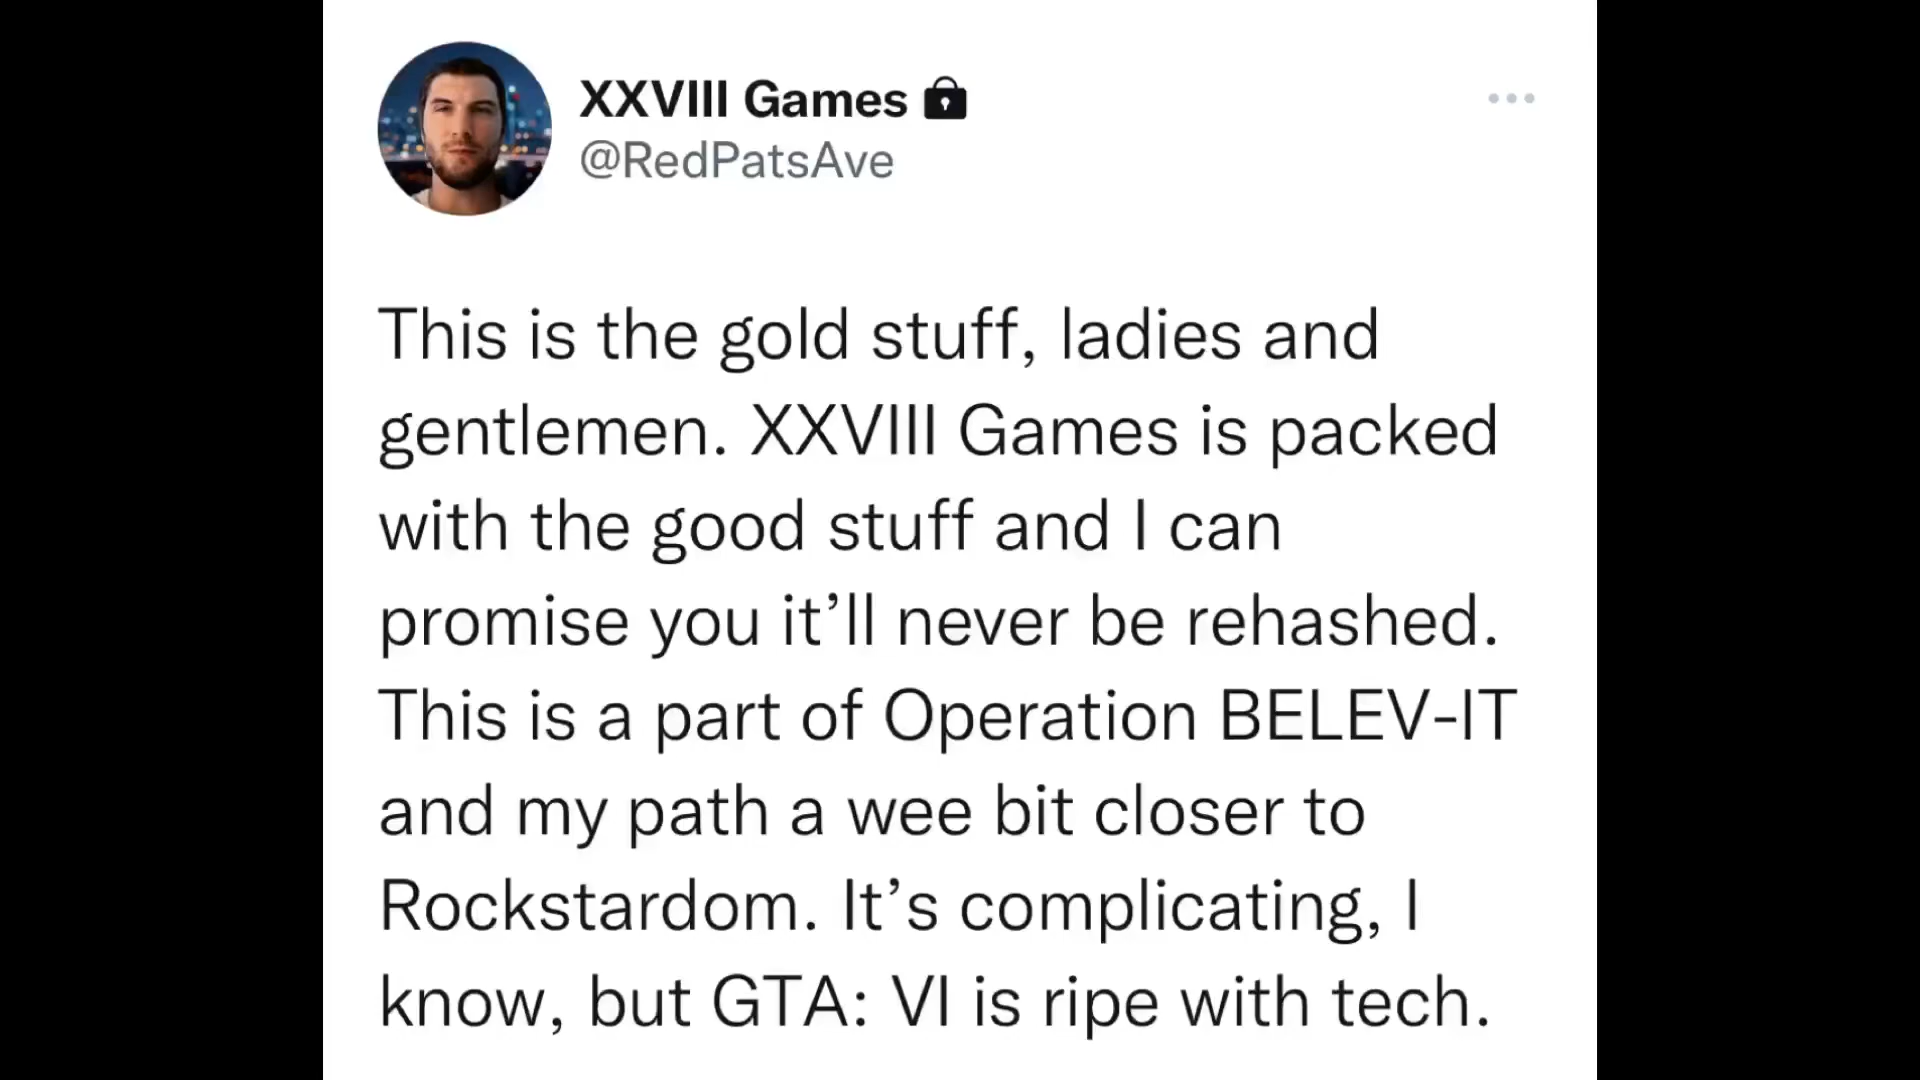 XXVIII Games
@RedPatsAve
This is the gold stuff, ladies and
gentlemen. XXVIII Games is packed
with the good stuff and I can
promise you it’ll never be rehashed.
This is a part of Operation BELEV-IT
and my path a wee bit closer to
Rockstardom. It’s complicating, I
know, but GTA: VI is ripe with tech.